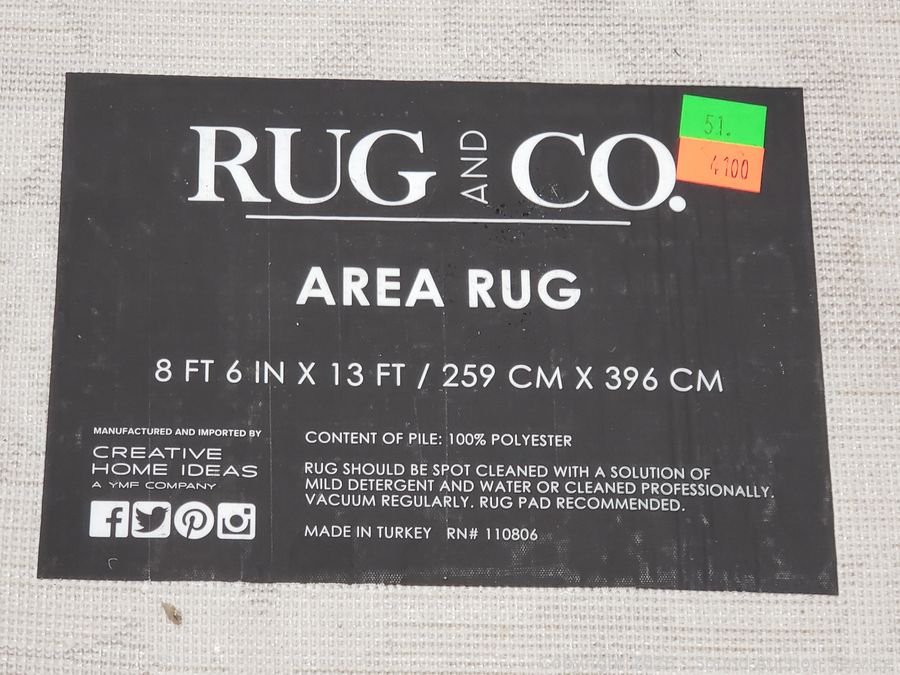 RUG AND CO.
51.
4100
AREA RUG
8 FT 6 IN X 13 FT / 259 CM X 396 CM
MANUFACTURED AND IMPORTED BY
CREATIVE
HOME IDEAS
A YMF COMPANY
CONTENT OF PILE: 100% POLYESTER
RUG SHOULD BE SPOT CLEANED WITH A SOLUTION OF
MILD DETERGENT AND WATER OR CLEANED PROFESSIONALLY.
VACUUM REGULARLY. RUG PAD RECOMMENDED.
MADE IN TURKEY RN# 110806